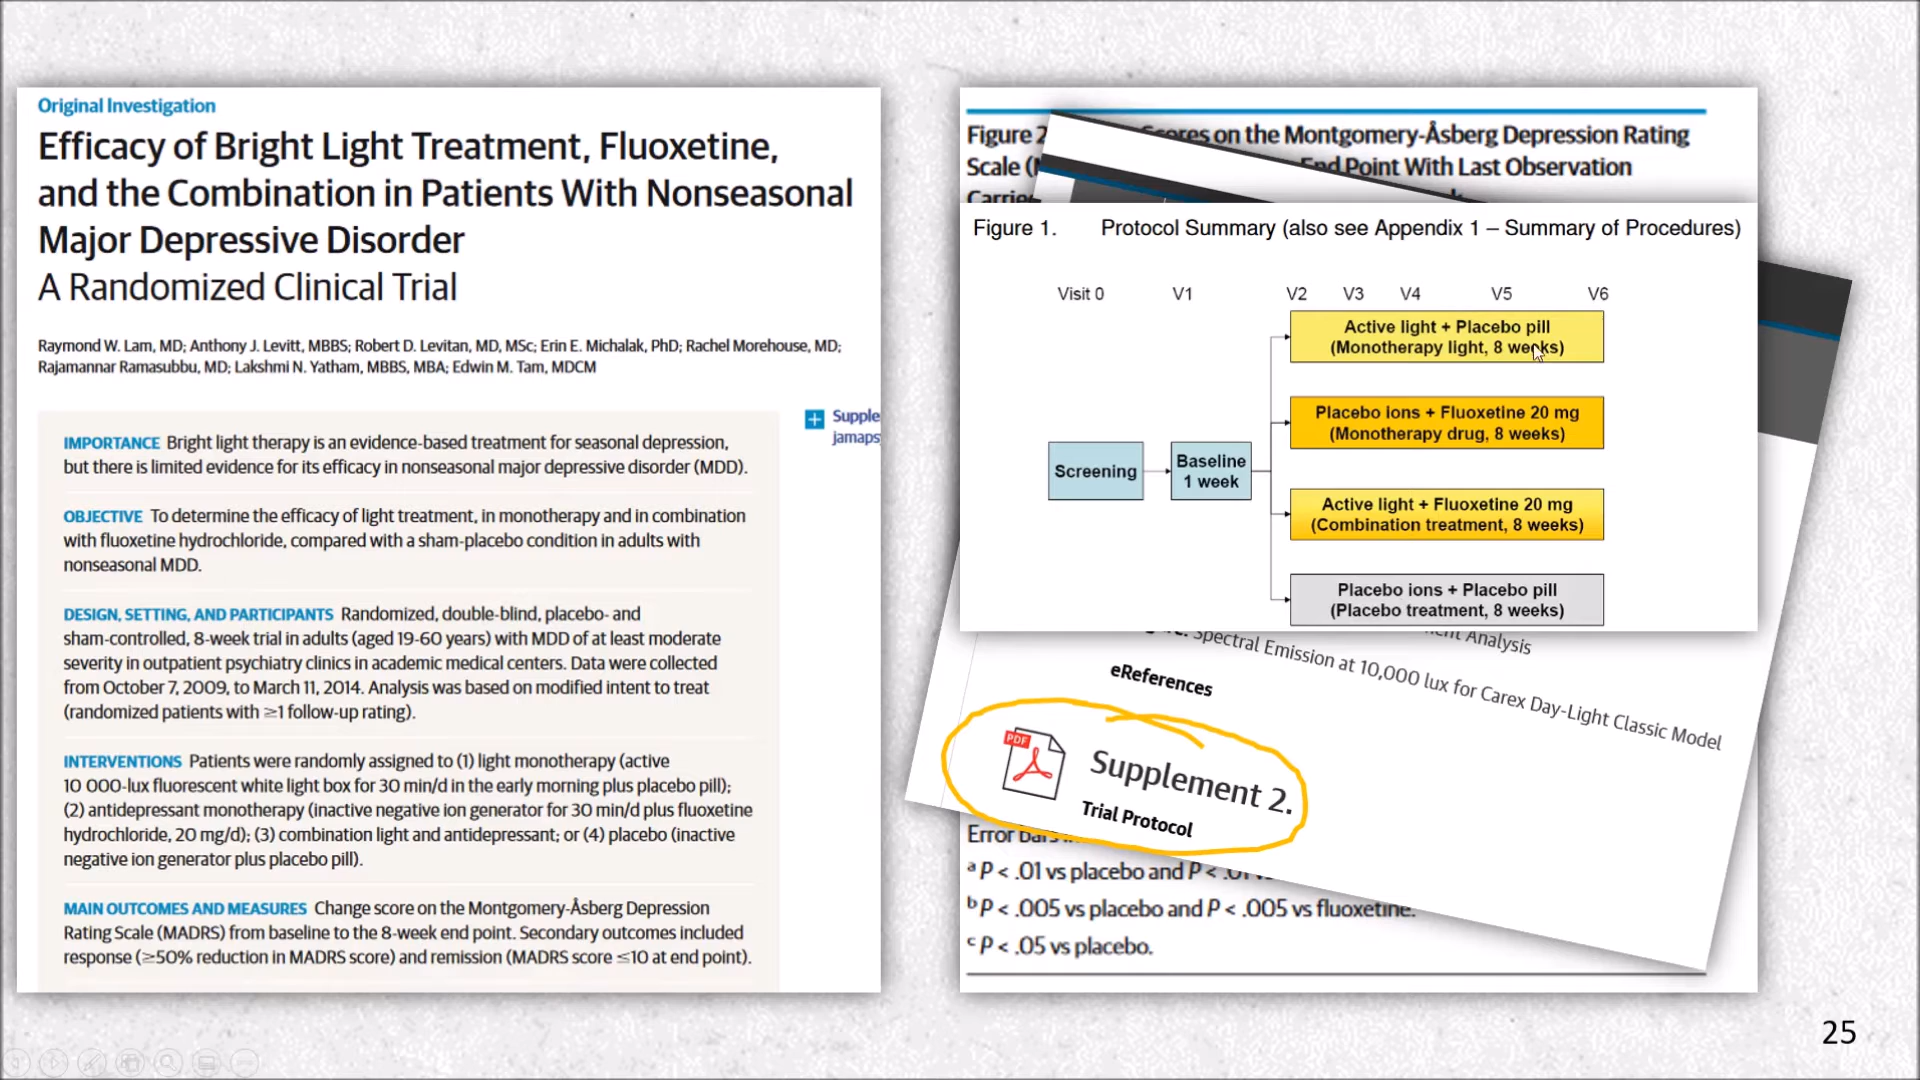 Original Investigation
Efficacy of Bright Light Treatment, Fluoxetine,
and the Combination in Patients With Nonseasonal
Major Depressive Disorder
A Randomized Clinical Trial
Raymond W. Lam, MD; Anthony J. Levitt, MBBS; Robert D. Levitan, MD, MSc; Erin E. Michalak, PhD; Rachel Morehouse, MD;
Rajamannar Ramasubbu, MD; Lakshmi N. Yatham, MBBS, MBA; Edwin M. Tam, MDCM
Supple
jamaps
IMPORTANCE Bright light therapy is an evidence-based treatment for seasonal depression,
but there is limited evidence for its efficacy in nonseasonal major depressive disorder (MDD).
OBJECTIVE To determine the efficacy of light treatment, in monotherapy and in combination
with fluoxetine hydrochloride, compared with a sham-placebo condition in adults with
nonseasonal MDD.
DESIGN, SETTING, AND PARTICIPANTS Randomized, double-blind, placebo- and
sham-controlled, 8-week trial in adults (aged 19-60 years) with MDD of at least moderate
severity in outpatient psychiatry clinics in academic medical centers. Data were collected
from October 7, 2009, to March 11, 2014. Analysis was based on modified intent to treat
(randomized patients with ≥1 follow-up rating).
INTERVENTIONS Patients were randomly assigned to (1) light monotherapy (active
10 000-lux fluorescent white light box for 30 min/d in the early morning plus placebo pill);
(2) antidepressant monotherapy (inactive negative ion generator for 30 min/d plus fluoxetine
hydrochloride, 20 mg/d); (3) combination light and antidepressant; or (4) placebo (inactive
negative ion generator plus placebo pill).
MAIN OUTCOMES AND MEASURES Change score on the Montgomery-Åsberg Depression
Rating Scale (MADRS) from baseline to the 8-week end point. Secondary outcomes included
response (≥50% reduction in MADRS score) and remission (MADRS score ≤10 at end point).
Figure 2 Scores on the Montgomery-Åsberg Depression Rating
Scale ( End Point With Last Observation
Carrie
Figure 1. Protocol Summary (also see Appendix 1 – Summary of Procedures)
Visit 0 V1 V2 V3 V4 V5 V6
Active light + Placebo pill
(Monotherapy light, 8 weeks)
Placebo ions + Fluoxetine 20 mg
(Monotherapy drug, 8 weeks)
Screening
Baseline
1 week
Active light + Fluoxetine 20 mg
(Combination treatment, 8 weeks)
Placebo ions + Placebo pill
(Placebo treatment, 8 weeks)
Analysis
Spectral Emission at 10,000 lux for Carex Day-Light Classic Model
eReferences
PDF
Supplement 2.
Trial Protocol
Error bars
a P < .01 vs placebo and P < .01
b P < .005 vs placebo and P < .005 vs fluoxetine.
c P < .05 vs placebo.
25